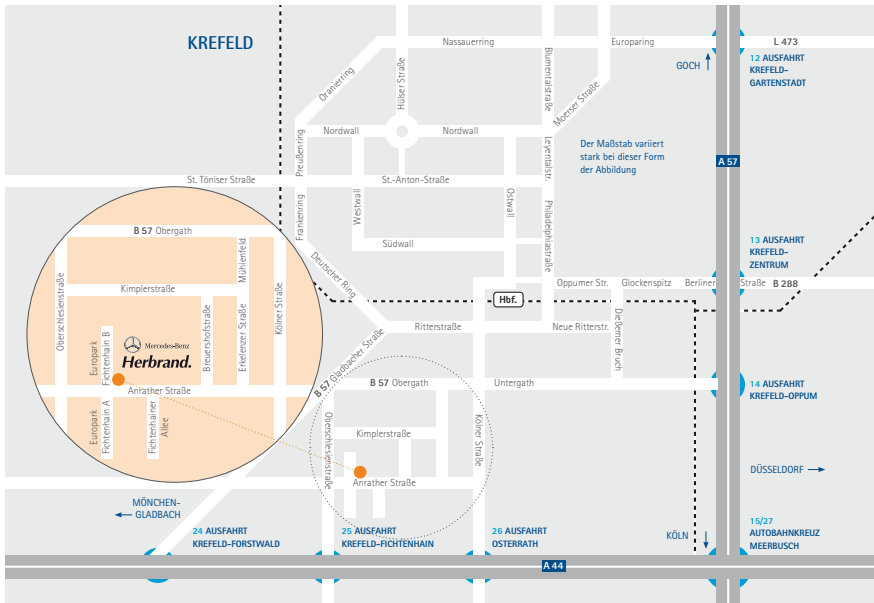 KREFELD
Nassauerring
Europaring
L 473
GOCH
12 AUSFAHRT
KREFELD-
GARTENSTADT
Oranierring
Hülser Straße
Blumentalstraße
Moerser Straße
Nordwall
Nordwall
Preußenring
Leyentalstr.
Der Maßstab variiert
stark bei dieser Form
der Abbildung
A 57
St. Töniser Straße
St.-Anton-Straße
Frankenring
Westwall
Ostwall
Philadelphiastraße
Südwall
13 AUSFAHRT
KREFELD-
ZENTRUM
B 57 Obergath
Mühlenfeld
Deutscher Ring
Oppumer Str.
Glockenspitz
Berliner Straße
B 288
Kimplerstraße
Hbf.
Oberschlesienstraße
Kölner Straße
Breuershofstraße
Erkelenzer Straße
Ritterstraße
Neue Ritterstr.
Dießemer
Bruch
Europark
Fichtenhain B
Mercedes-Benz
Herbrand.
B 57 Gladbacher Straße
B 57 Obergath
Untergath
14 AUSFAHRT
KREFELD-OPPUM
Anrather Straße
Europark
Fichtenhain A
Fichtenhainer
Allee
Oberschlesienstraße
Kimplerstraße
Kölner Straße
Anrather Straße
DÜSSELDORF
MÖNCHEN-
GLADBACH
24 AUSFAHRT
KREFELD-FORSTWALD
25 AUSFAHRT
KREFELD-FICHTENHAIN
26 AUSFAHRT
OSTERRATH
KÖLN
15/27
AUTOBAHNKREUZ
MEERBUSCH
A 44